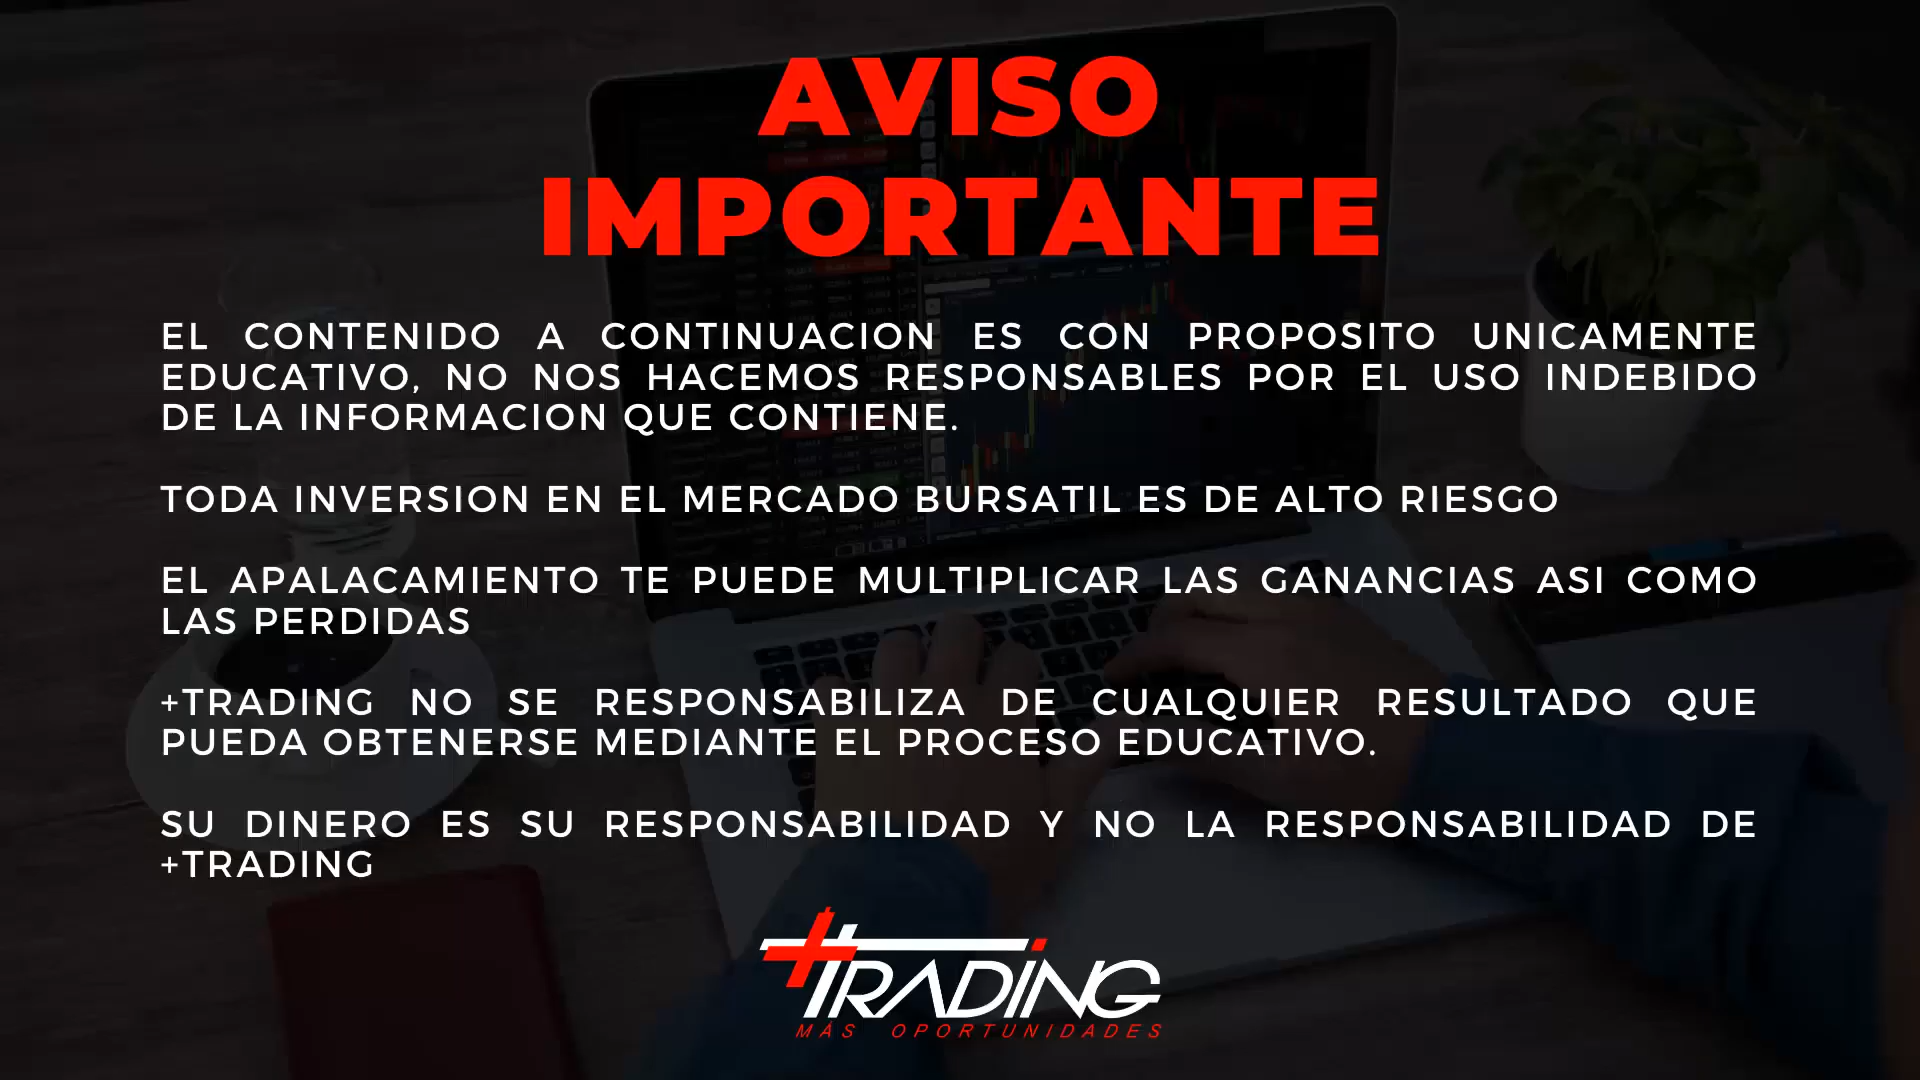 AVISO
IMPORTANTE
EL CONTENIDO A CONTINUACION ES CON PROPOSITO UNICAMENTE
EDUCATIVO, NO NOS HACEMOS RESPONSABLES POR EL USO INDEBIDO
DE LA INFORMACION QUE CONTIENE.
TODA INVERSION EN EL MERCADO BURSATIL ES DE ALTO RIESGO
EL APALACAMIENTO TE PUEDE MULTIPLICAR LAS GANANCIAS ASI COMO
LAS PERDIDAS
+TRADING NO SE RESPONSABILIZA DE CUALQUIER RESULTADO QUE
PUEDA OBTENERSE MEDIANTE EL PROCESO EDUCATIVO.
SU DINERO ES SU RESPONSABILIDAD Y NO LA RESPONSABILIDAD DE
+TRADING
+TRADING
MÁS OPORTUNIDADES